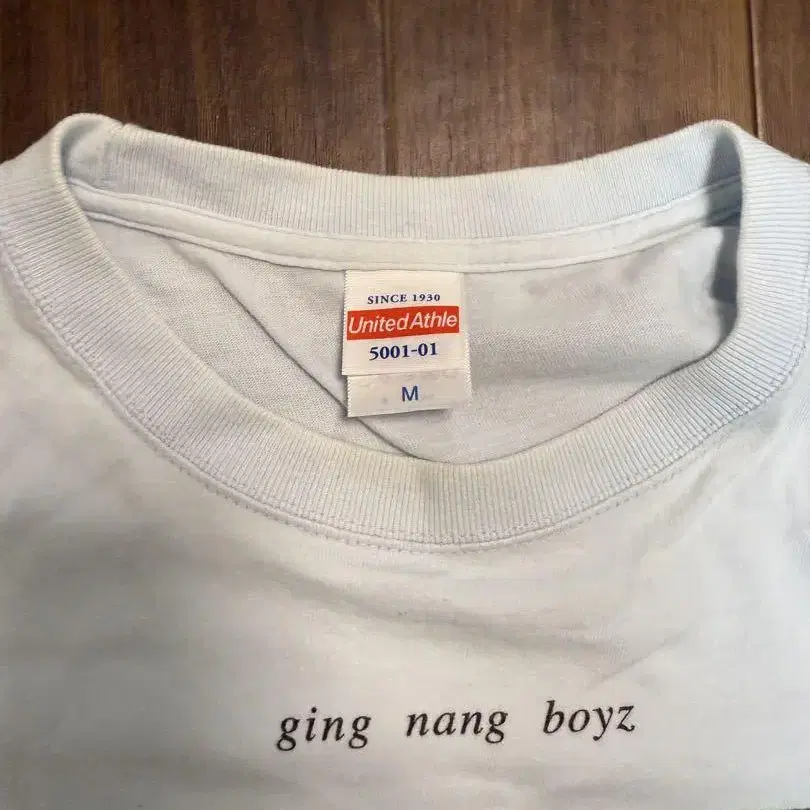 SINCE 1930
United Athle
5001-01
M
ging nang boyz